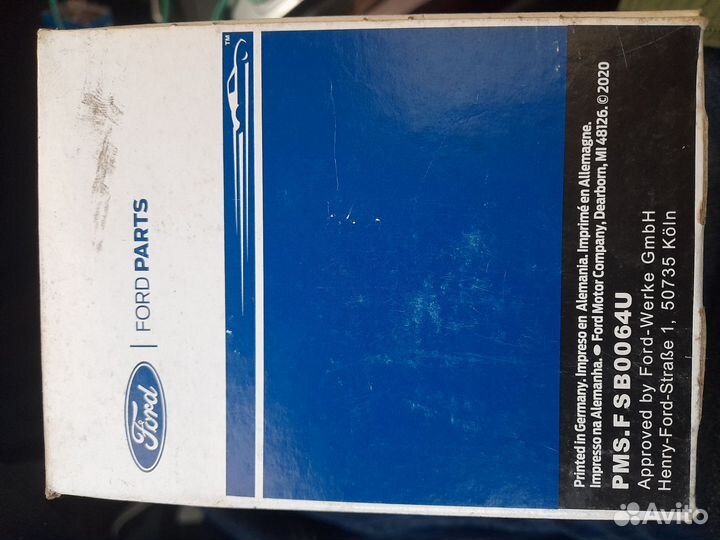 Ford
FORD PARTS
TM
Printed in Germany. Impreso en Alemania. Imprimé en Allemagne.
Impresso na Alemanha. ● Ford Motor Company, Dearborn, MI 48126. © 2020
PMS.F SB0064U
Approved by Ford-Werke GmbH
Henry-Ford-Straße 1, 50735 Köln
Avito